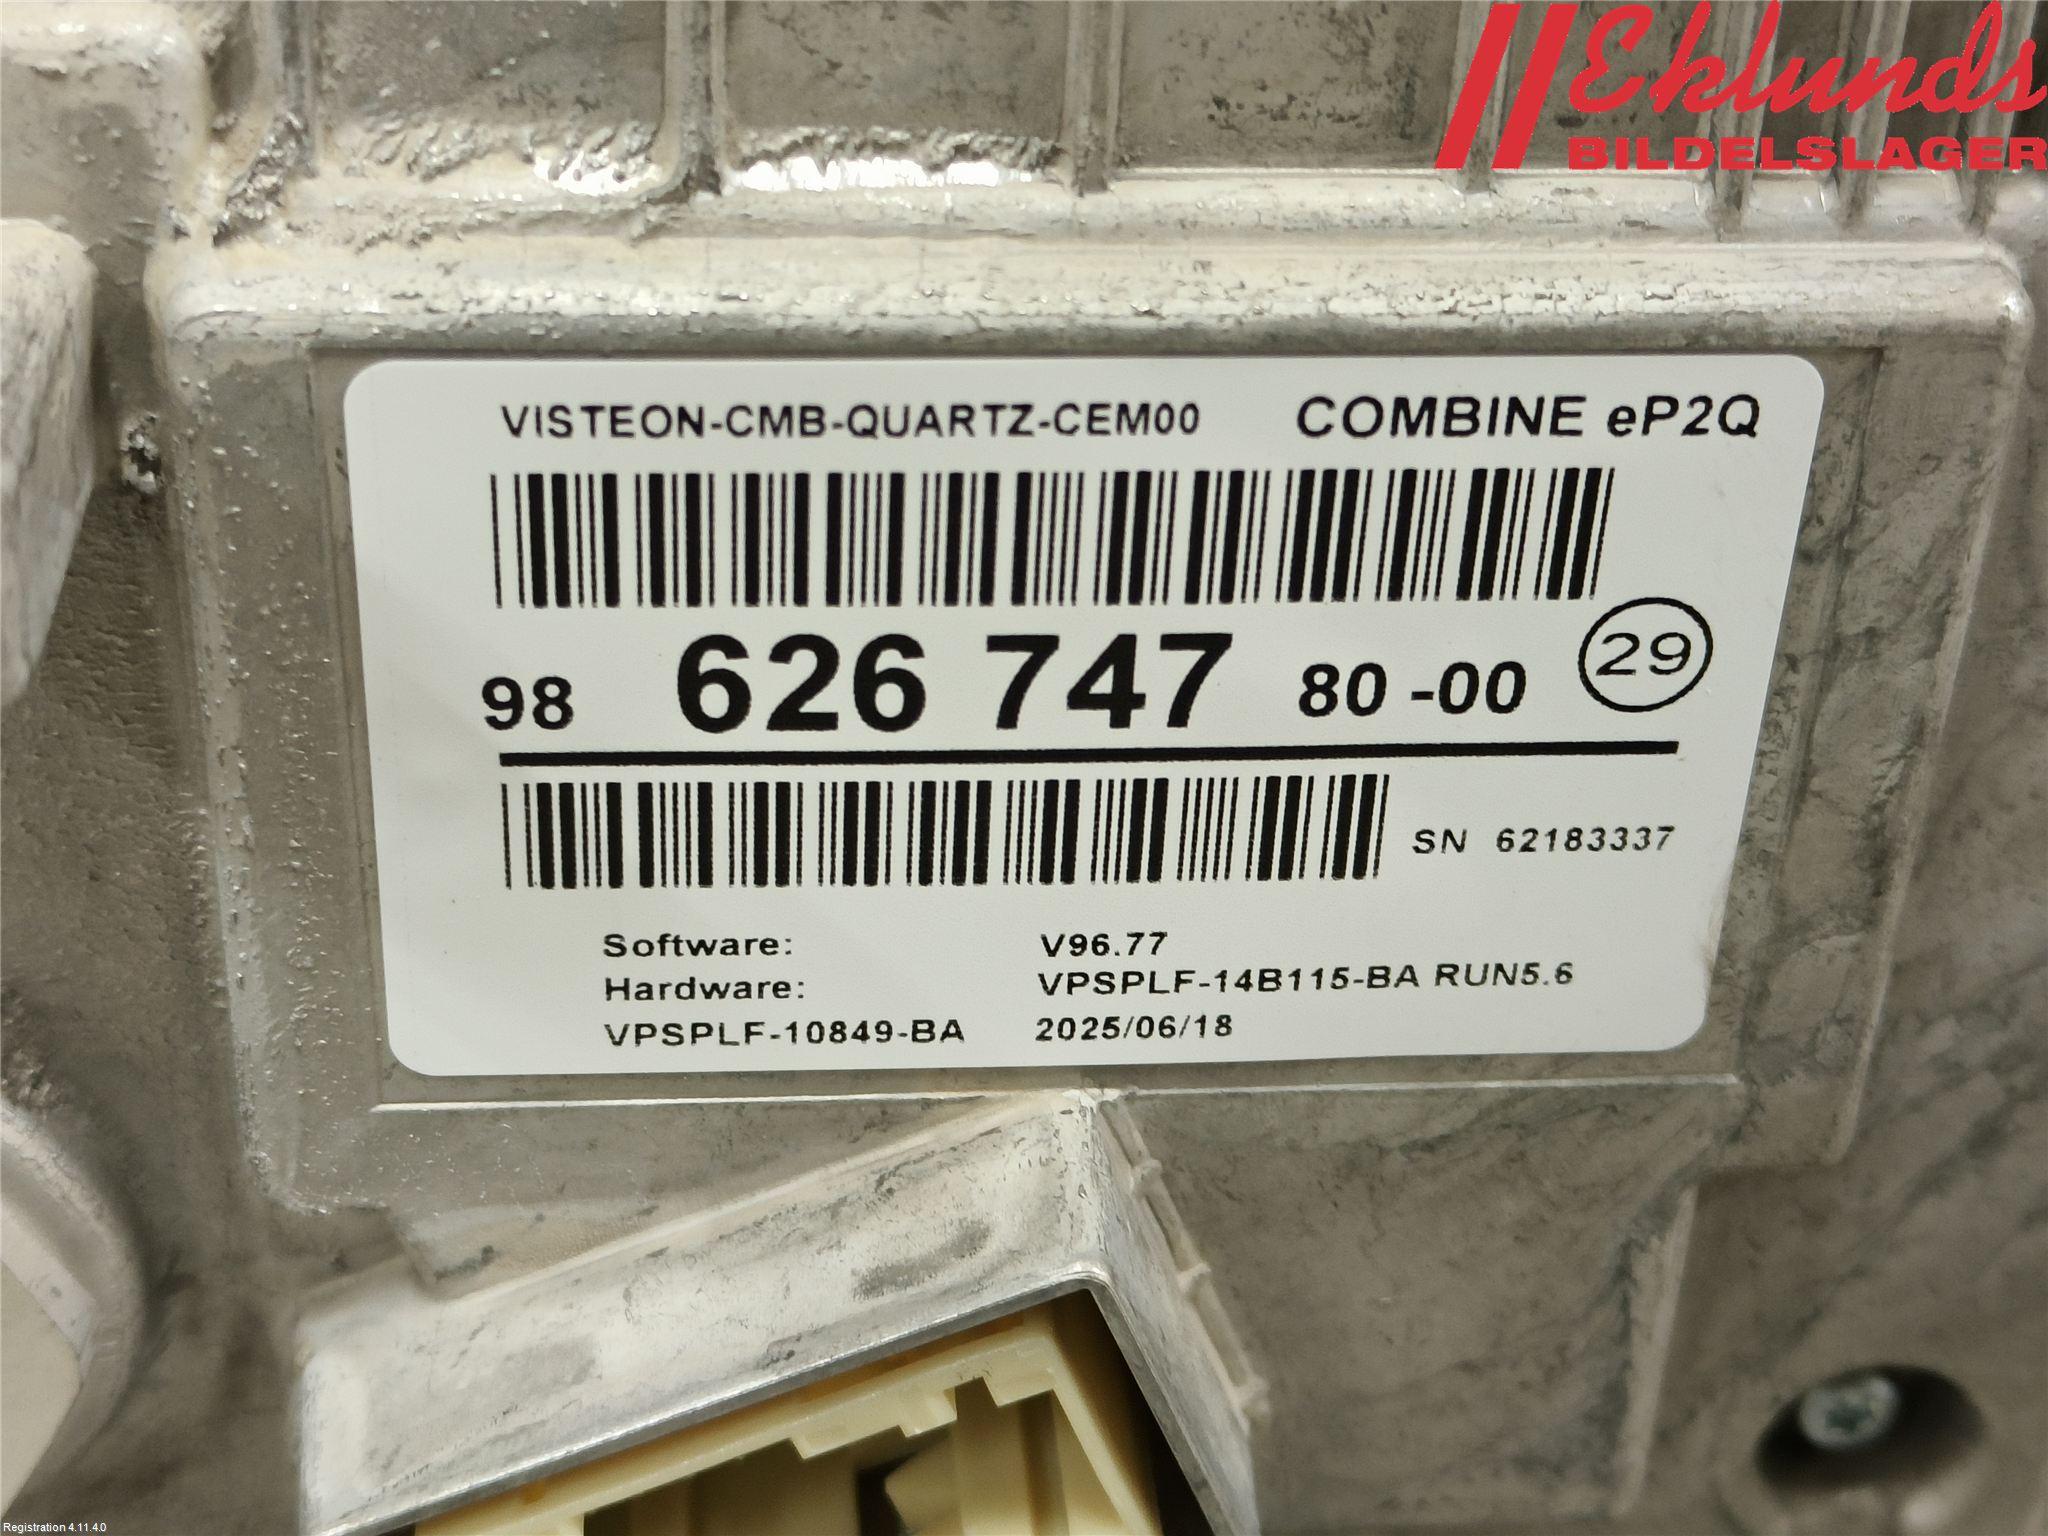 Eklunds
BILDELSLAGER
VISTEON-CMB-QUARTZ-CEM00 COMBINE eP2Q
98 626 747 80 -00 29
SN 62183337
Software: V96.77
Hardware: VPSPLF-14B115-BA RUN5.6
VPSPLF-10849-BA 2025/06/18
Registration 4.11.4.0